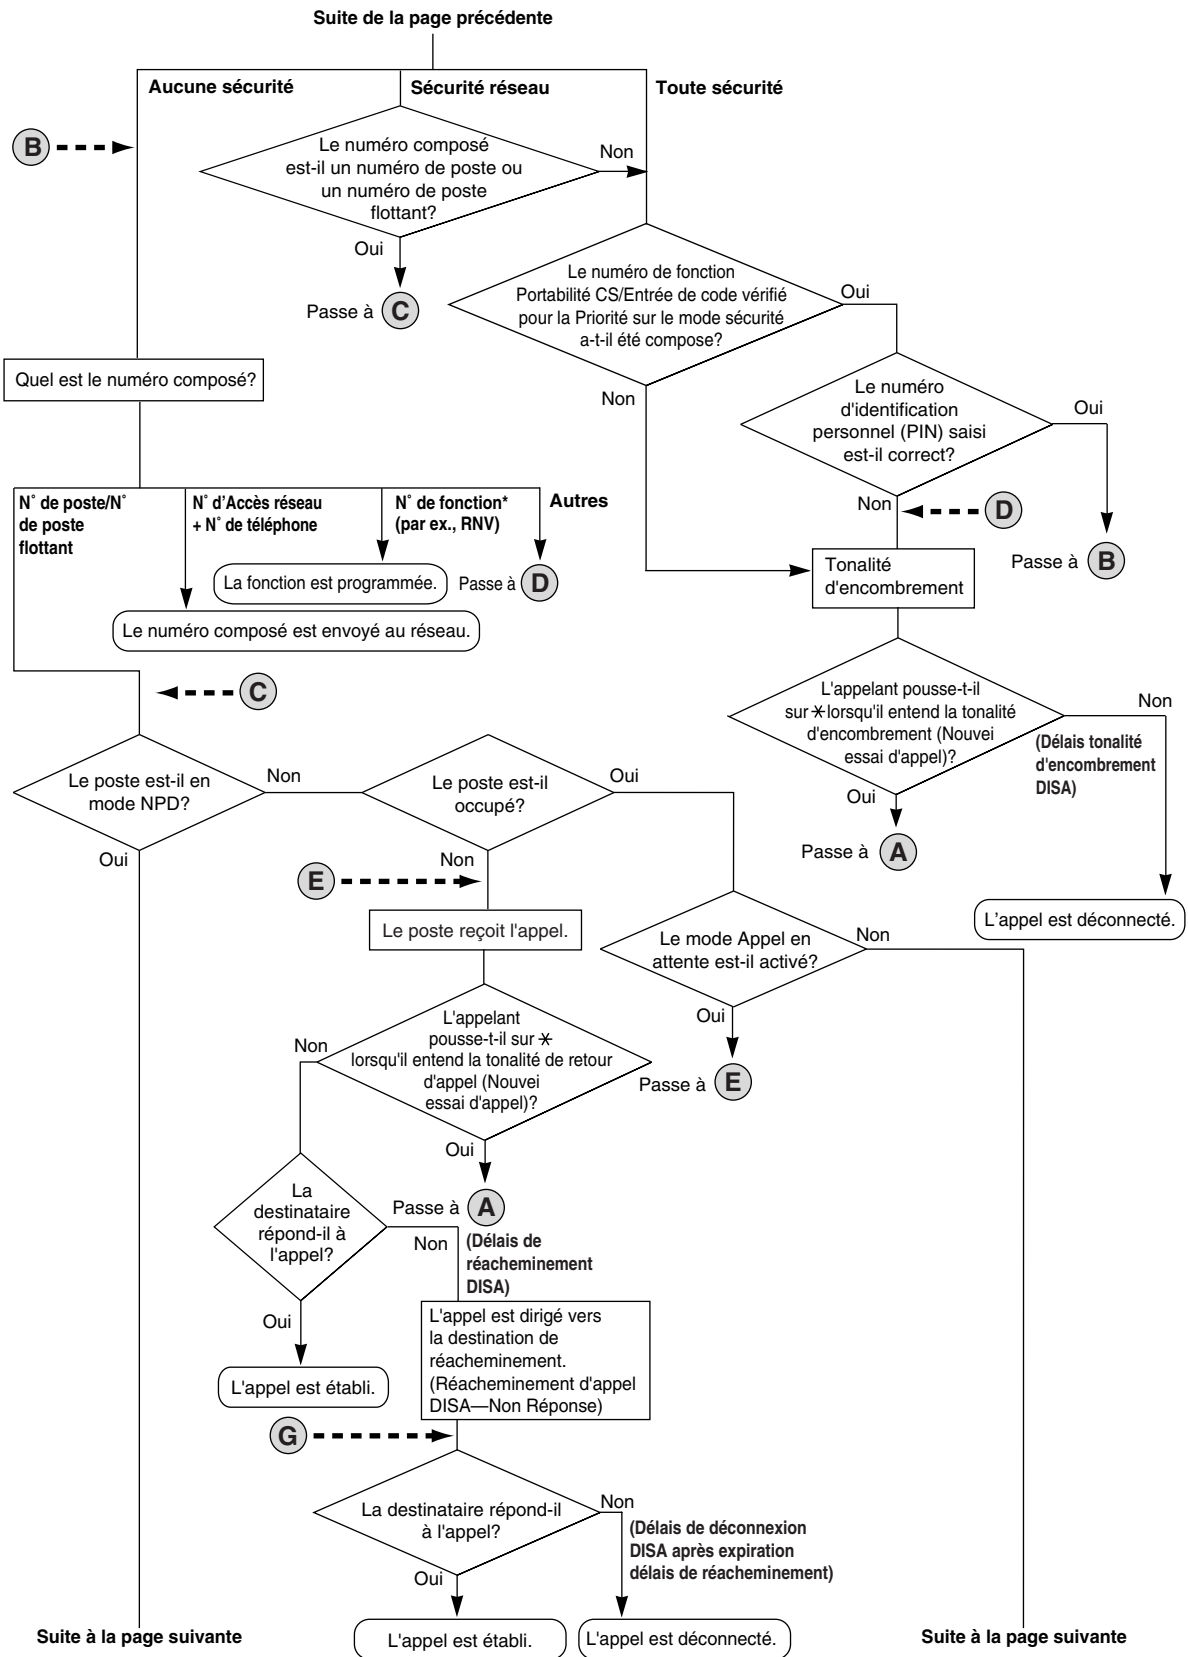 Suite de la page précédente
Aucune sécurité
Sécurité réseau
Toute sécurité
B
Le numéro composé
est-il un numéro de poste ou
un numéro de poste
flottant?
Non
Oui
Passe à C
Le numéro de fonction
Portabilité CS/Entrée de code vérifié
pour la Priorité sur le mode sécurité
a-t-il été compose?
Oui
Non
Quel est le numéro composé?
Le numéro
d'identification
personnel (PIN) saisi
est-il correct?
Oui
Non
D
Passe à B
N° de poste/N°
de poste
flottant
N° d'Accès réseau
+ N° de téléphone
N° de fonction*
(par ex., RNV)
Autres
La fonction est programmée.
Passe à D
Le numéro composé est envoyé au réseau.
Tonalité
d'encombrement
C
L'appelant pousse-t-il
sur * lorsqu'il entend la tonalité
d'encombrement (Nouvei
essai d'appel)?
Non
(Délais tonalité
d'encombrement
DISA)
Oui
Passe à A
L'appel est déconnecté.
Le poste est-il en
mode NPD?
Non
Oui
Le poste est-il
occupé?
Oui
Non
E
Le poste reçoit l'appel.
Le mode Appel en
attente est-il activé?
Non
Oui
Passe à E
L'appelant
pousse-t-il sur *
lorsqu'il entend la tonalité de retour
d'appel (Nouvei
essai d'appel)?
Non
Oui
Passe à A
La
destinataire
répond-il à
l'appel?
Non
(Délais de
réacheminement
DISA)
Oui
L'appel est établi.
L'appel est dirigé vers
la destination de
réacheminement.
(Réacheminement d'appel
DISA—Non Réponse)
G
La destinataire répond-il
à l'appel?
Non
(Délais de déconnexion
DISA après expiration
délais de réacheminement)
Oui
L'appel est établi.
L'appel est déconnecté.
Suite à la page suivante
Suite à la page suivante